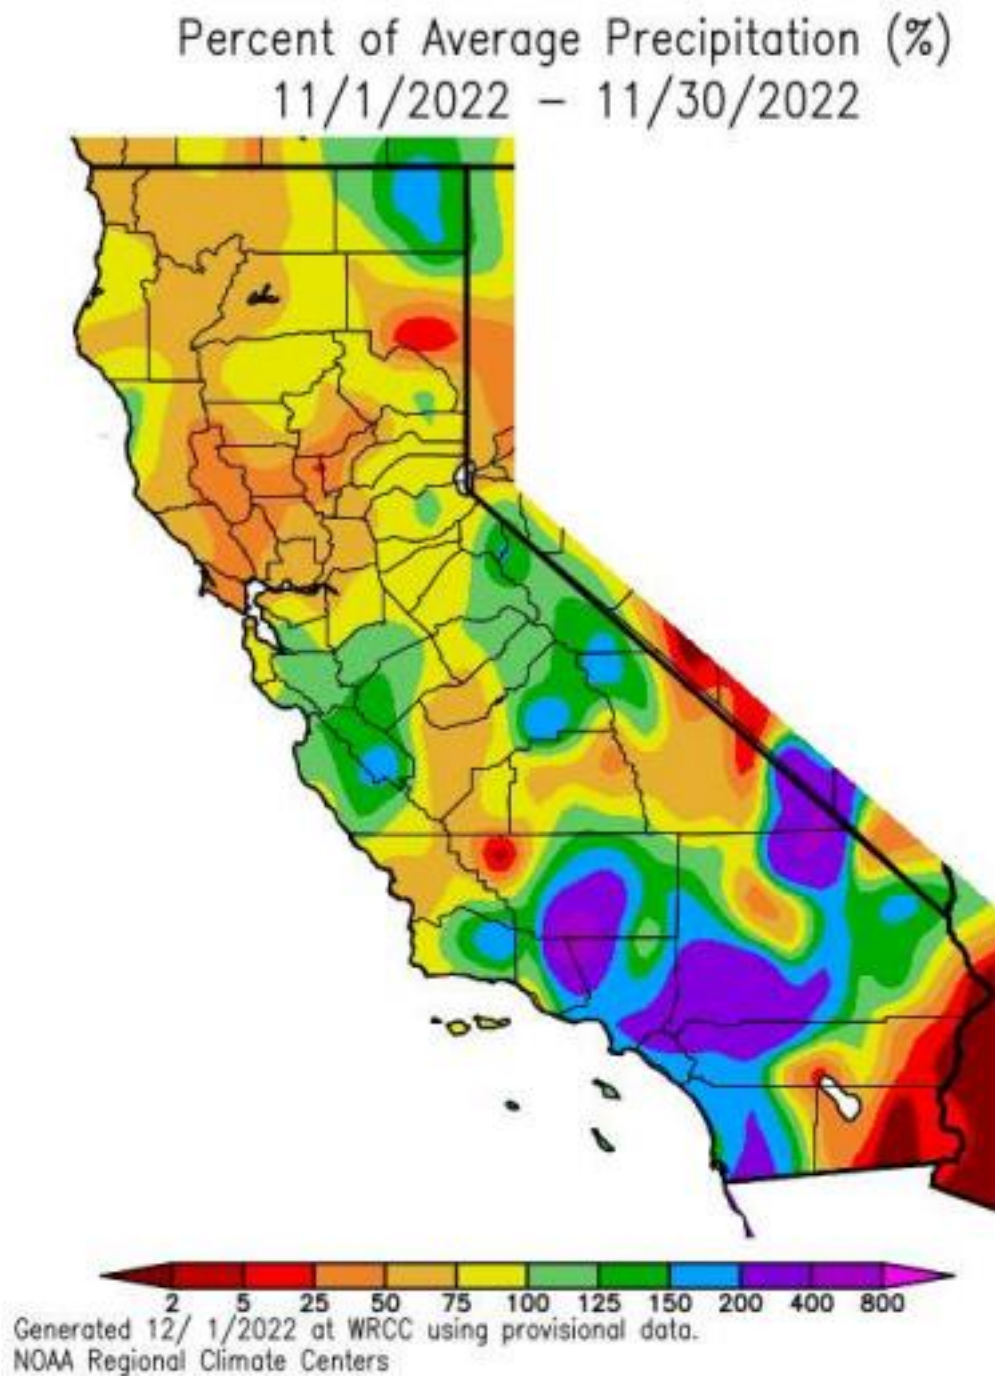 Percent of Average Precipitation (%)
11/1/2022 – 11/30/2022
2 5 25 50 75 100 125 150 200 400 800
Generated 12/ 1/2022 at WRCC using provisional data.
NOAA Regional Climate Centers